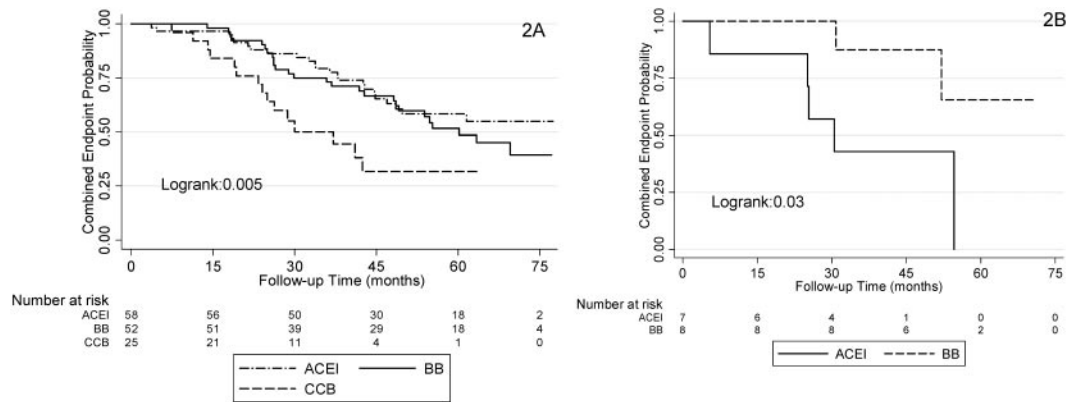 2A
Combined Endpoint Probability
1.00
0.75
0.50
0.25
0.00
Logrank:0.005
0 15 30 45 60 75
Follow-up Time (months)
Number at risk
ACEI 58 56 50 30 18 2
BB 52 51 39 29 18 4
CCB 25 21 11 4 1 0
ACEI BB
CCB
2B
Combined Endpoint Probability
1.00
0.75
0.50
0.25
0.00
Logrank:0.03
0 15 30 45 60 75
Follow-up Time (months)
Number at risk
ACEI 7 6 4 1 0 0
BB 8 8 8 6 2 0
ACEI BB